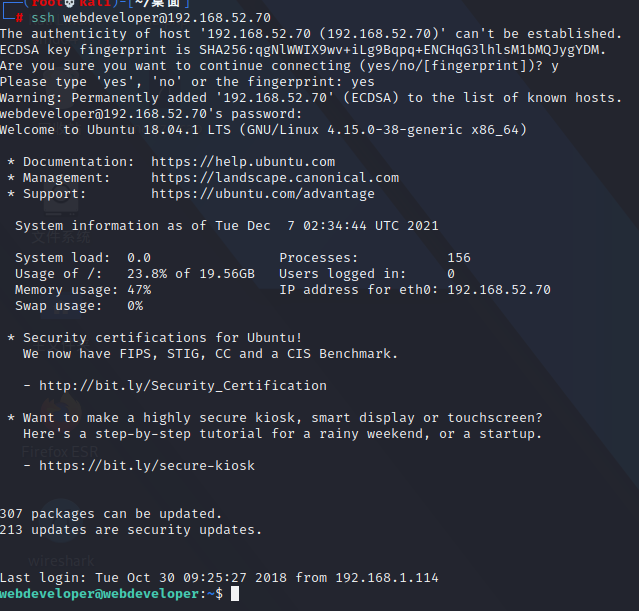 (root💀kali)-[~/桌面]
# ssh webdeveloper@192.168.52.70
The authenticity of host '192.168.52.70 (192.168.52.70)' can't be established.
ECDSA key fingerprint is SHA256:qgNlWWIX9wv+iLg9Bqpq+ENCHqG3lhlsM1bMQJygYDM.
Are you sure you want to continue connecting (yes/no/[fingerprint])? y
Please type 'yes', 'no' or the fingerprint: yes
Warning: Permanently added '192.168.52.70' (ECDSA) to the list of known hosts.
webdeveloper@192.168.52.70's password:
Welcome to Ubuntu 18.04.1 LTS (GNU/Linux 4.15.0-38-generic x86_64)
* Documentation:  https://help.ubuntu.com
* Management:     https://landscape.canonical.com
* Support:        https://ubuntu.com/advantage
System information as of Tue Dec  7 02:34:44 UTC 2021
System load:  0.0                Processes:           156
Usage of /:   23.8% of 19.56GB   Users logged in:     0
Memory usage: 47%                IP address for eth0: 192.168.52.70
Swap usage:   0%
* Security certifications for Ubuntu!
We now have FIPS, STIG, CC and a CIS Benchmark.
- http://bit.ly/Security_Certification
* Want to make a highly secure kiosk, smart display or touchscreen?
Here's a step-by-step tutorial for a rainy weekend, or a startup.
Firefox ESR
- https://bit.ly/secure-kiosk
307 packages can be updated.
213 updates are security updates.
wireshark
Last login: Tue Oct 30 09:25:27 2018 from 192.168.1.114
webdeveloper@webdeveloper:~$